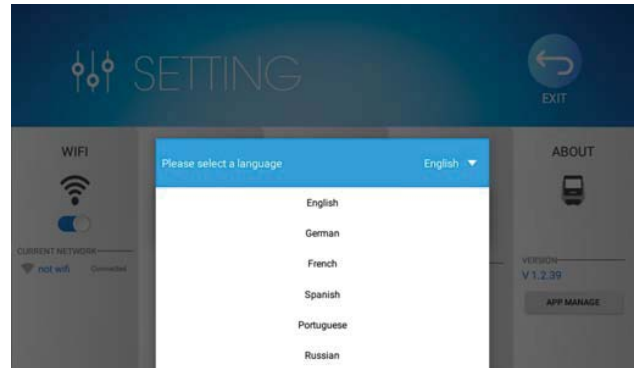 SETTING
EXIT
WIFI
ABOUT
Please select a language English
English
German
French
Spanish
Portuguese
Russian
CURRENT NETWORK
not wifi Connected
VERSION
V 1.2.39
APP MANAGE